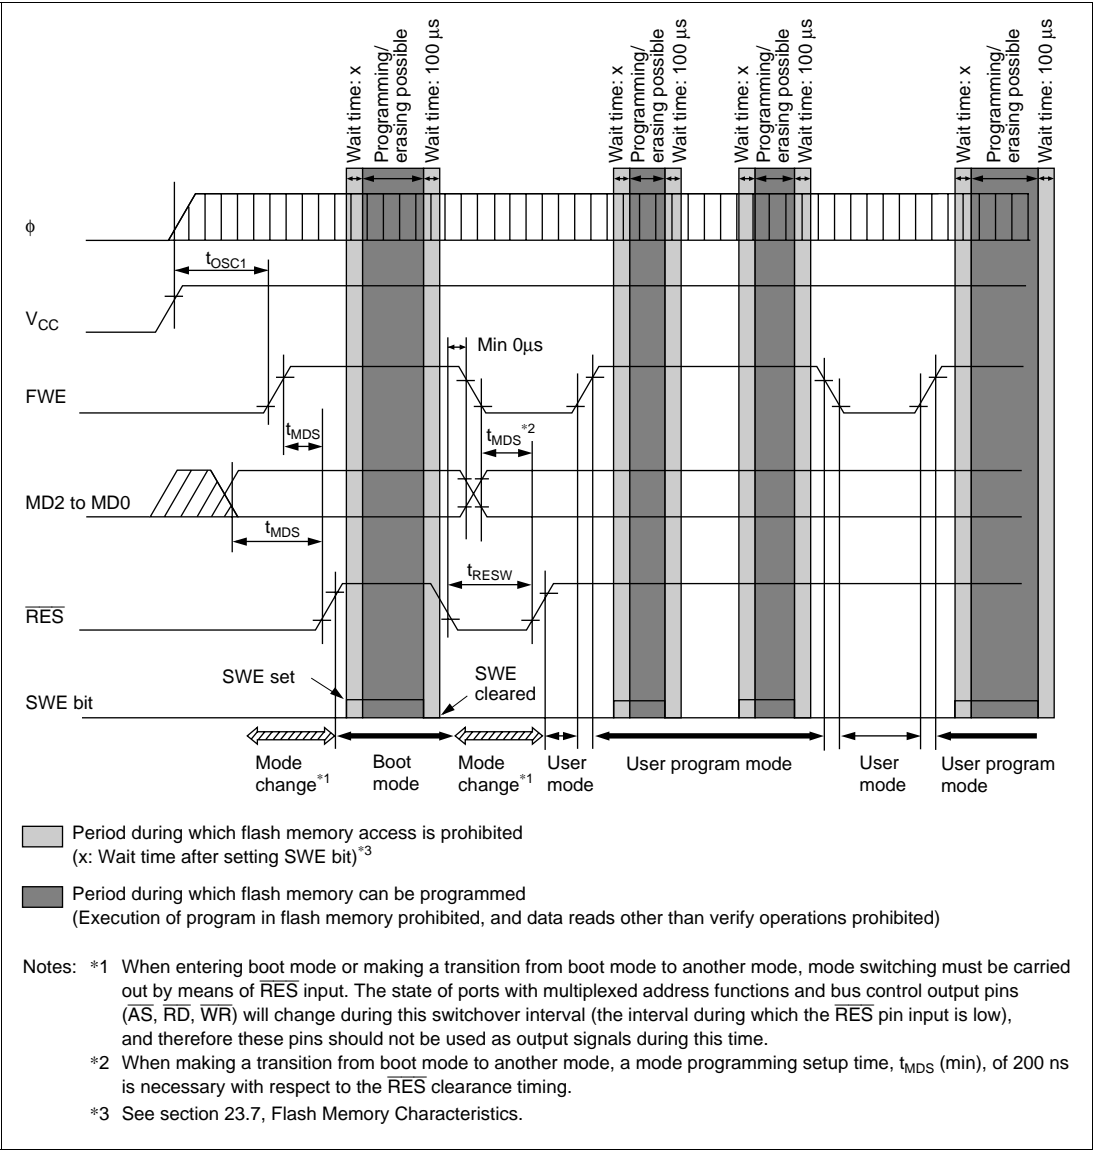 Wait time: x
Programming/
erasing possible
Wait time: 100 μs
Wait time: x
Programming/
erasing possible
Wait time: 100 μs
Wait time: x
Programming/
erasing possible
Wait time: 100 μs
Wait time: x
Programming/
erasing possible
Wait time: 100 μs
ϕ
tOSC1
VCC
Min 0μs
FWE
tMDS
tMDS*2
MD2 to MD0
tMDS
tRESW
RES
SWE set
SWE
cleared
SWE bit
Mode
change*1
Boot
mode
Mode
change*1
User
mode
User program mode
User
mode
User program
mode
Period during which flash memory access is prohibited
(x: Wait time after setting SWE bit)*3
Period during which flash memory can be programmed
(Execution of program in flash memory prohibited, and data reads other than verify operations prohibited)
Notes: *1 When entering boot mode or making a transition from boot mode to another mode, mode switching must be carried
out by means of RES input. The state of ports with multiplexed address functions and bus control output pins
(AS, RD, WR) will change during this switchover interval (the interval during which the RES pin input is low),
and therefore these pins should not be used as output signals during this time.
*2 When making a transition from boot mode to another mode, a mode programming setup time, tMDS (min), of 200 ns
is necessary with respect to the RES clearance timing.
*3 See section 23.7, Flash Memory Characteristics.